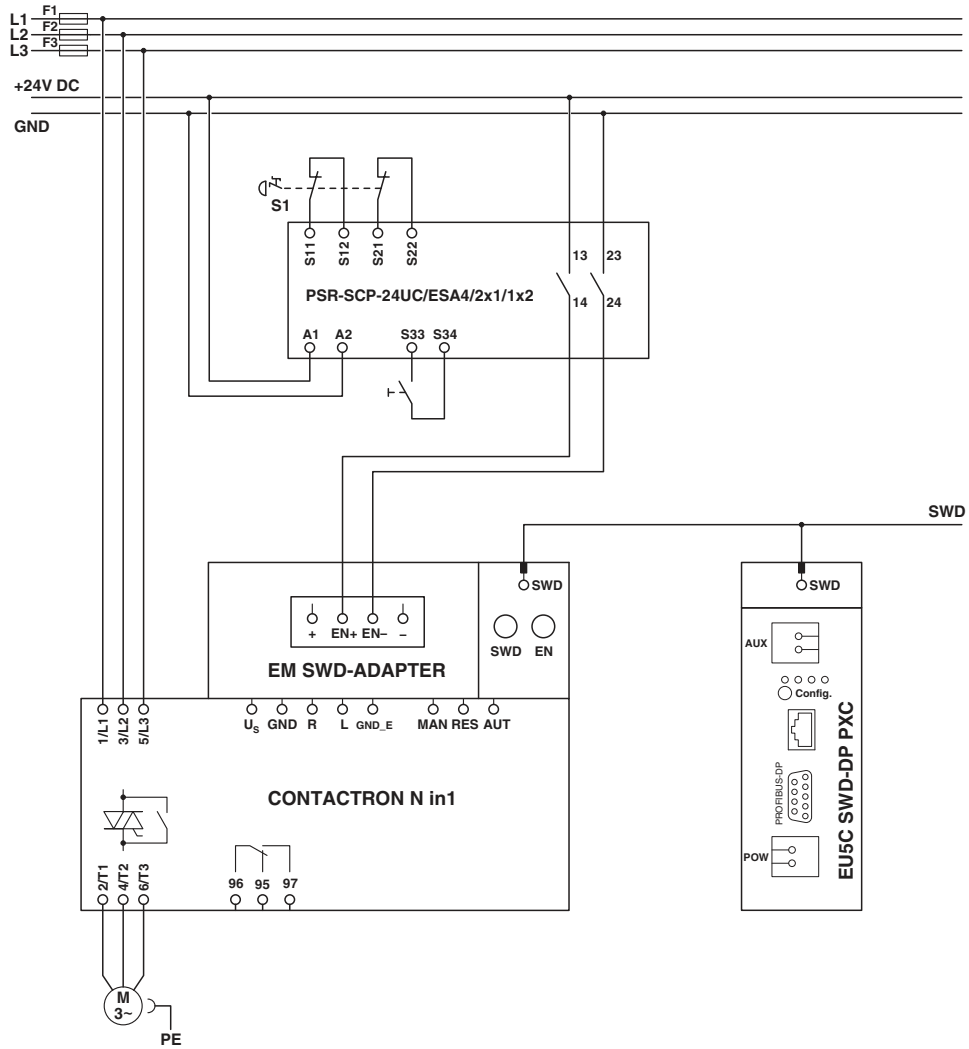 L1 F1
L2 F2
L3 F3
+24V DC
GND
S1
S11 S12 S21 S22
13 23
PSR-SCP-24UC/ESA4/2x1/1x2
14 24
A1 A2 S33 S34
SWD
SWD SWD
+ EN+ EN– –
SWD EN
EM SWD-ADAPTER
AUX
Config.
PROFIBUS-DP
POW
EU5C SWD-DP PXC
1/L1 3/L2 5/L3
US GND R L GND_E MAN RES AUT
CONTACTRON N in1
2/T1 4/T2 6/T3
96 95 97
M
3~
PE